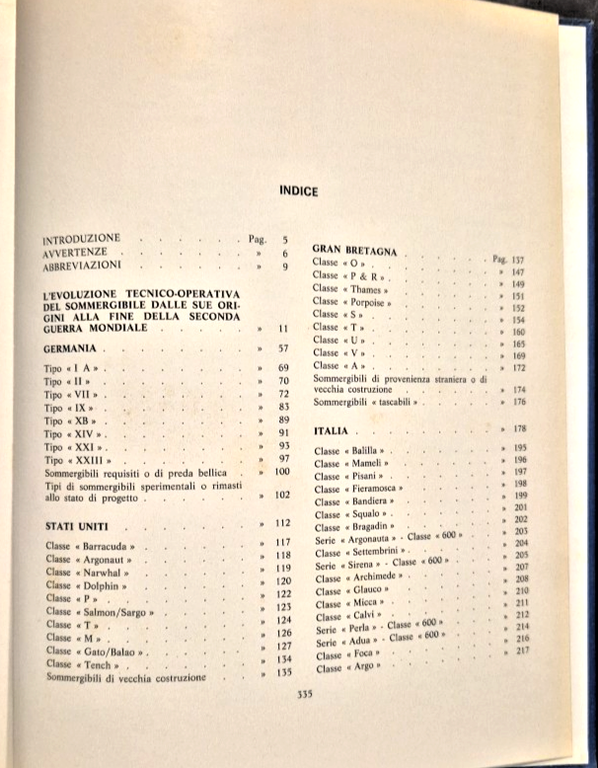 INDICE
INTRODUZIONE . . . . . . Pag. 5
AVVERTENZE . . . . . . » 6
ABBREVIAZIONI . . . . . . » 9
L'EVOLUZIONE TECNICO-OPERATIVA
DEL SOMMERGIBILE DALLE SUE ORI-
GINI ALLA FINE DELLA SECONDA
GUERRA MONDIALE . . . . . » 11
GERMANIA . . . . . . . » 57
Tipo « I A » . . . . . . . » 69
Tipo « II » . . . . . . . » 70
Tipo « VII » . . . . . . . » 72
Tipo « IX » . . . . . . . » 83
Tipo « XB » . . . . . . . » 89
Tipo « XIV » . . . . . . . » 91
Tipo « XXI » . . . . . . . » 93
Tipo « XXIII » . . . . . . » 97
Sommergibili requisiti o di preda bellica . » 100
Tipi di sommergibili sperimentali o rimasti
allo stato di progetto . . . . . » 102
STATI UNITI . . . . . . » 112
Classe « Barracuda » . . . . . » 117
Classe « Argonaut » . . . . . » 118
Classe « Narwhal » . . . . . » 119
Classe « Dolphin » . . . . . » 120
Classe « P » . . . . . . . » 122
Classe « Salmon/Sargo » . . . . » 123
Classe « T » . . . . . . . » 124
Classe « M » . . . . . . » 126
Classe « Gato/Balao » . . . . . » 127
Classe « Tench » . . . . . . » 134
Sommergibili di vecchia costruzione . . » 135
GRAN BRETAGNA . . . . . Pag. 137
Classe « O » . . . . . . . » 147
Classe « P & R » . . . . . . » 149
Classe « Thames » . . . . . . » 151
Classe « Porpoise » . . . . . » 152
Classe « S » . . . . . . . » 154
Classe « T » . . . . . . . » 160
Classe « U » . . . . . . . » 165
Classe « V » . . . . . . . » 169
Classe « A » . . . . . . . » 172
Sommergibili di provenienza straniera o di
vecchia costruzione . . . . . » 174
Sommergibili « tascabili » . . . . » 176
ITALIA . . . . . . . » 178
Classe « Balilla » . . . . . . » 195
Classe « Mameli » . . . . . . » 196
Classe « Pisani » . . . . . . » 197
Classe « Fieramosca » . . . . . » 198
Classe « Bandiera » . . . . . » 199
Classe « Squalo » . . . . . . » 201
Classe « Bragadin » . . . . . » 202
Serie « Argonauta » - Classe « 600 » . . » 203
Classe « Settembrini » . . . . . » 204
Serie « Sirena » - Classe « 600 » . . . » 205
Classe « Archimede » . . . . . » 207
Classe « Glauco » . . . . . . » 208
Classe « Micca » . . . . . . » 210
Classe « Calvi » . . . . . . » 211
Serie « Perla » - Classe « 600 » . . . » 212
Serie « Adua » - Classe « 600 » . . . » 214
Classe « Foca » . . . . . . » 216
Classe « Argo » . . . . . . » 217
335